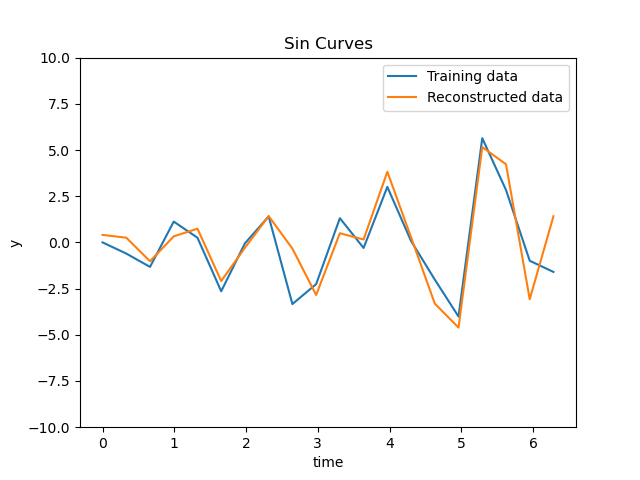 Sin Curves
Training data
Reconstructed data
10.0
7.5
5.0
2.5
0.0
−2.5
−5.0
−7.5
−10.0
y
0 1 2 3 4 5 6
time